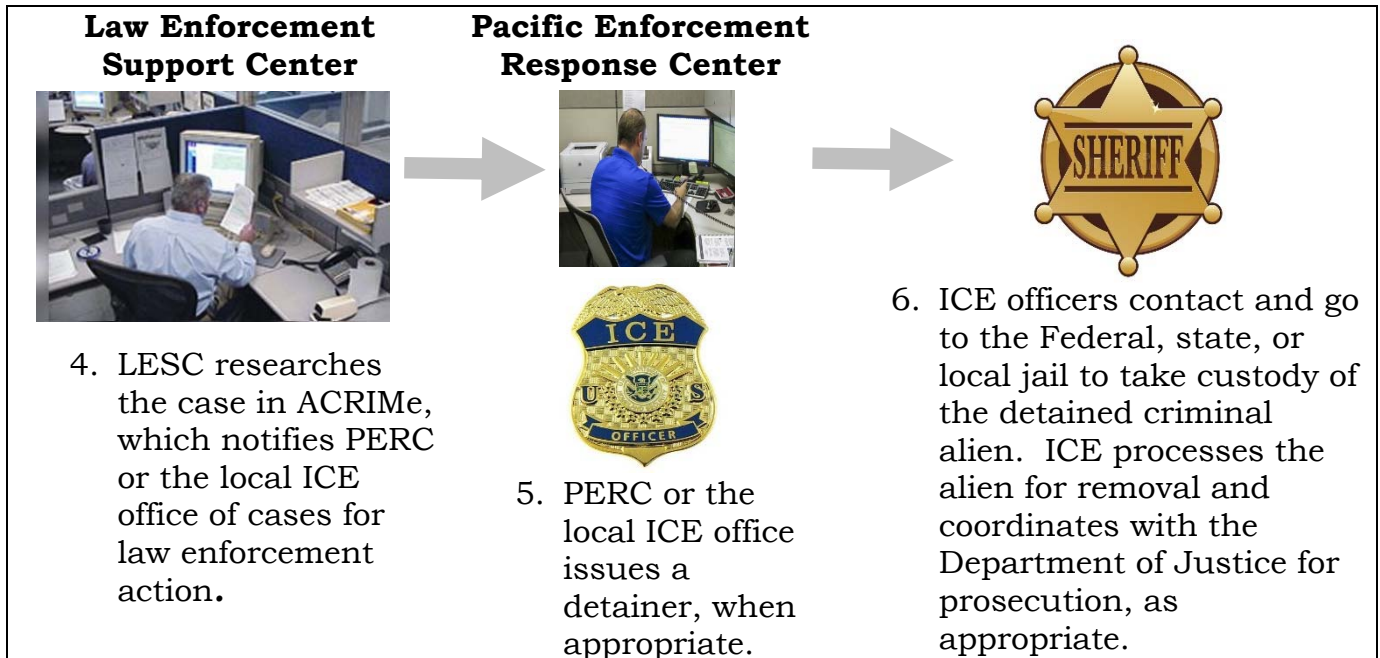 Law Enforcement
Support Center
Pacific Enforcement
Response Center
SHERIFF
ICE
U S
OFFICER
4. LESC researches
the case in ACRIMe,
which notifies PERC
or the local ICE
office of cases for
law enforcement
action.
5. PERC or the
local ICE office
issues a
detainer, when
appropriate.
6. ICE officers contact and go
to the Federal, state, or
local jail to take custody of
the detained criminal
alien. ICE processes the
alien for removal and
coordinates with the
Department of Justice for
prosecution, as
appropriate.